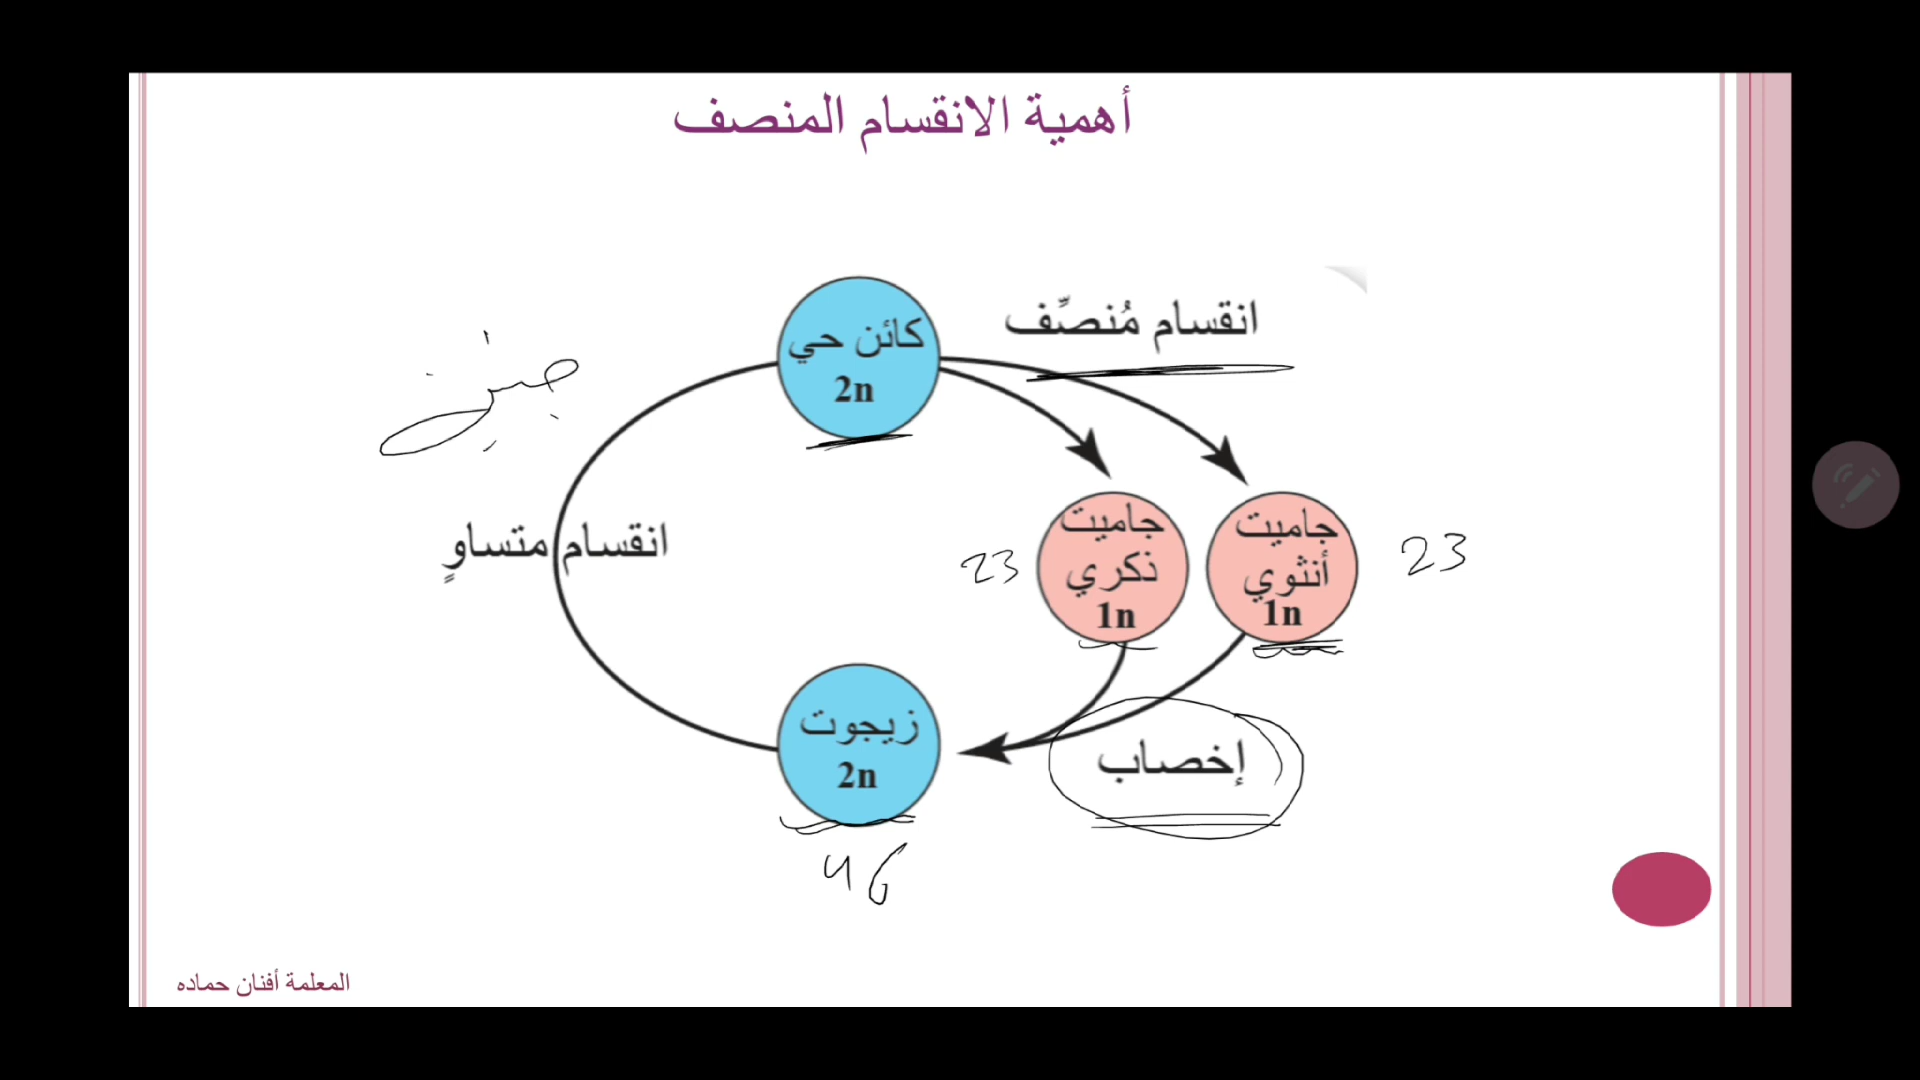 أهمية الانقسام المنصف
كائن حي
2n
انقسام مُنصِّف
جنين
انقسام متساوٍ
جاميت
أنثوي
1n
23
جاميت
ذكري
1n
23
إخصاب
زيجوت
2n
46
المعلمة أفنان حماده